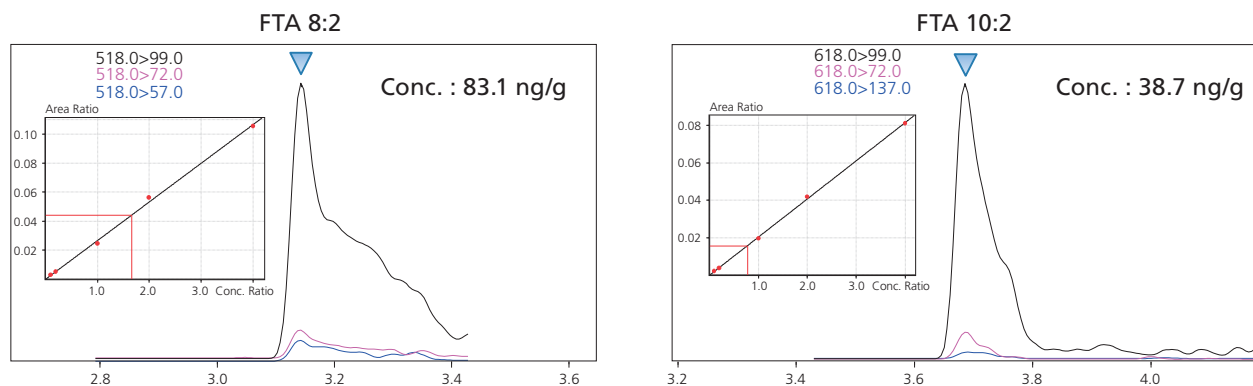 FTA 8:2
518.0>99.0
518.0>72.0
518.0>57.0
Conc. : 83.1 ng/g
Area Ratio
0.10
0.08
0.06
0.04
0.02
1.0 2.0 3.0 Conc. Ratio
2.8 3.0 3.2 3.4 3.6
FTA 10:2
618.0>99.0
618.0>72.0
618.0>137.0
Conc. : 38.7 ng/g
Area Ratio
0.08
0.06
0.04
0.02
1.0 2.0 3.0 Conc. Ratio
3.2 3.4 3.6 3.8 4.0